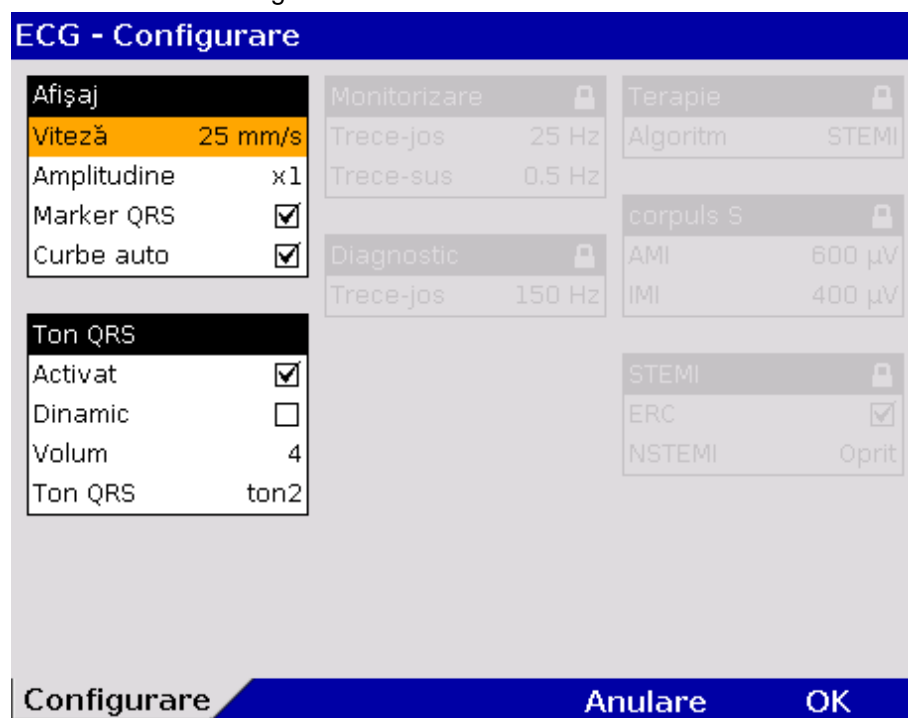 ECG - Configurare
Afişaj
Viteză 25 mm/s
Amplitudine x1
Marker QRS
Curbe auto
Ton QRS
Activat
Dinamic
Volum 4
Ton QRS ton2
Monitorizare
Trece-jos 25 Hz
Trece-sus 0.5 Hz
Diagnostic
Trece-jos 150 Hz
Terapie
Algoritm STEMI
corpuls S
AMI 600 µV
IMI 400 µV
STEMI
ERC
NSTEMI Oprit
Configurare Anulare OK